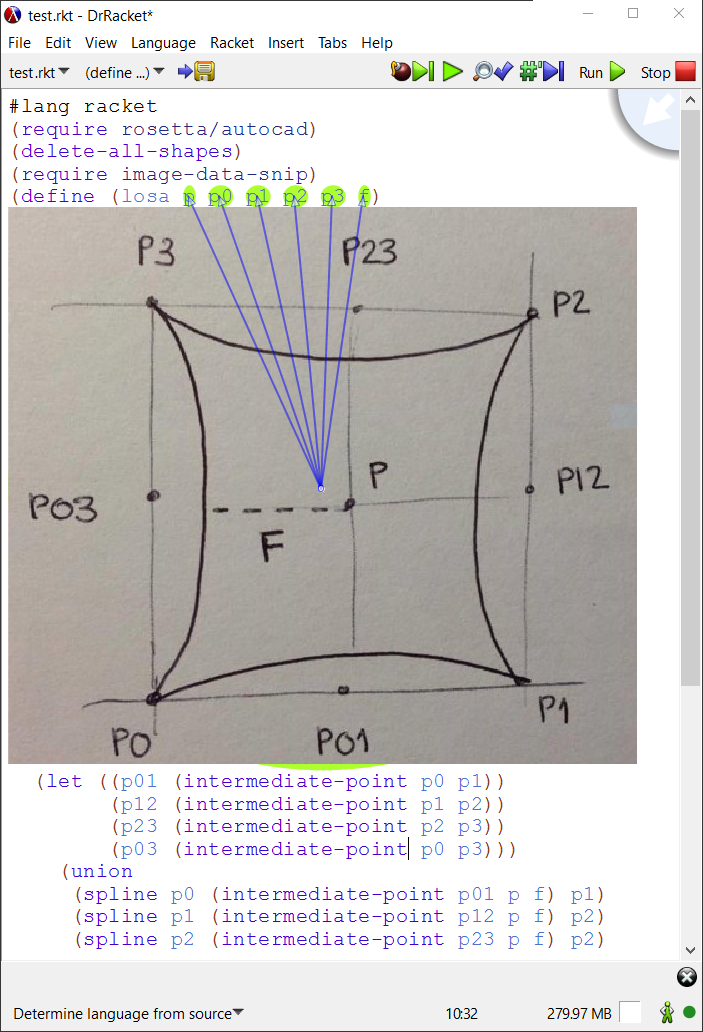 test.rkt - DrRacket*
File Edit View Language Racket Insert Tabs Help
test.rkt (define ...) Run Stop
#lang racket
(require rosetta/autocad)
(delete-all-shapes)
(require image-data-snip)
(define (losa p p0 p1 p2 p3 f)
P3 P23
P2
P
P03 P12
F
P1
P0 P01
(let ((p01 (intermediate-point p0 p1))
(p12 (intermediate-point p1 p2))
(p23 (intermediate-point p2 p3))
(p03 (intermediate-point p0 p3)))
(union
(spline p0 (intermediate-point p01 p f) p1)
(spline p1 (intermediate-point p12 p f) p2)
(spline p2 (intermediate-point p23 p f) p2)
Determine language from source 10:32 279.97 MB